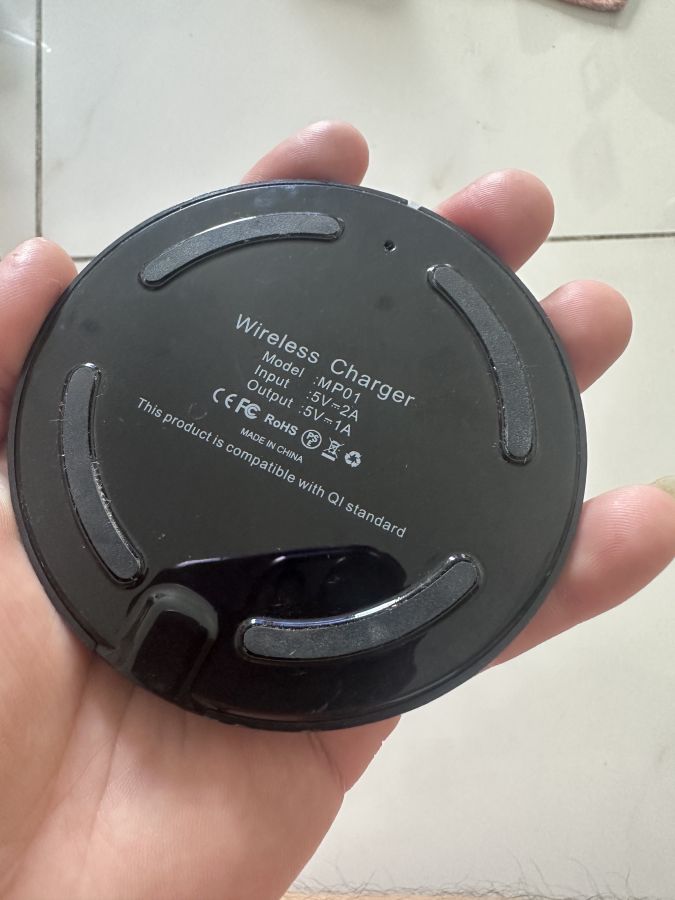 Wireless Charger
Model :MP01
Input :5V⎓2A
Output :5V⎓1A
CE FC RoHS PSE
MADE IN CHINA
This product is compatible with QI standard